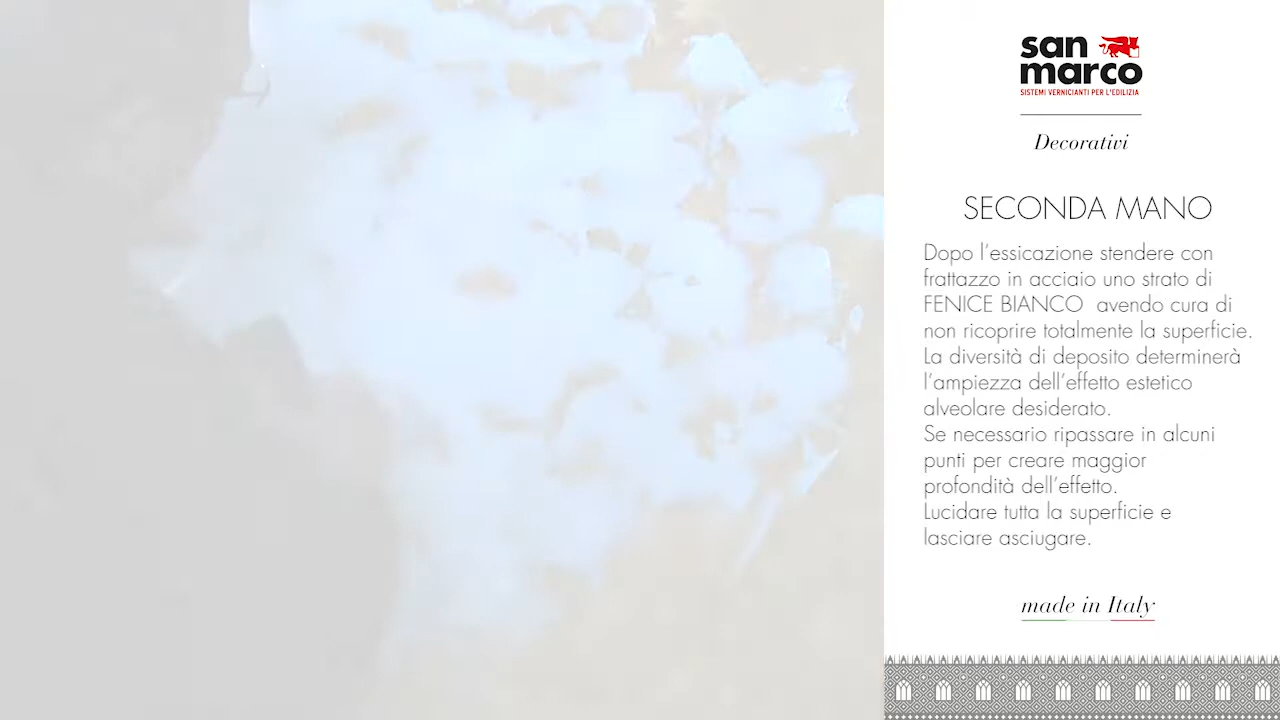 san
marco
SISTEMI VERNICIANTI PER L'EDILIZIA
Decorativi
SECONDA MANO
Dopo l'essicazione stendere con
frattazzo in acciaio uno strato di
FENICE BIANCO avendo cura di
non ricoprire totalmente la superficie.
La diversità di deposito determinerà
l'ampiezza dell'effetto estetico
alveolare desiderato.
Se necessario ripassare in alcuni
punti per creare maggior
profondità dell'effetto.
Lucidare tutta la superficie e
lasciare asciugare.
made in Italy